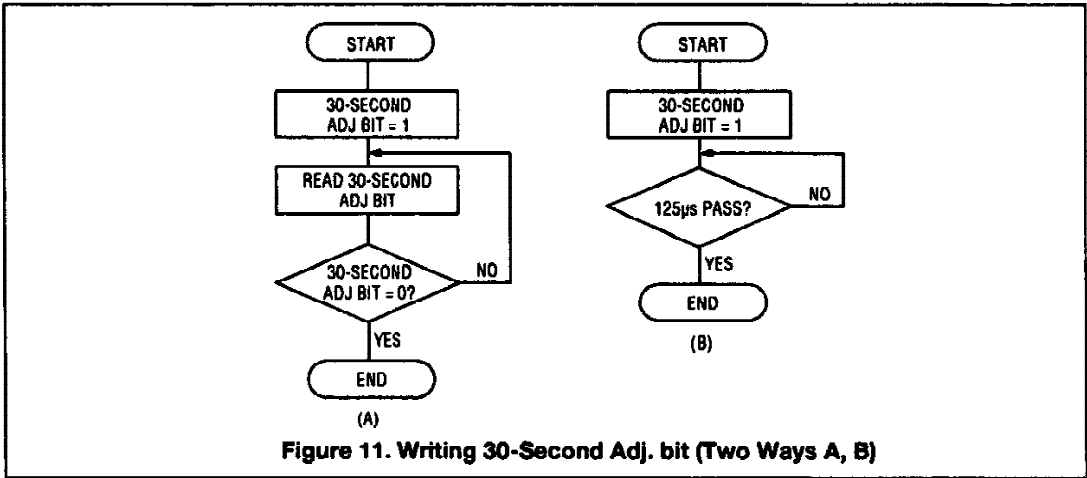 START
30-SECOND
ADJ BIT = 1
READ 30-SECOND
ADJ BIT
30-SECOND
ADJ BIT = 0?
NO
YES
END
(A)
START
30-SECOND
ADJ BIT = 1
125µs PASS?
NO
YES
END
(B)
Figure 11. Writing 30-Second Adj. bit (Two Ways A, B)